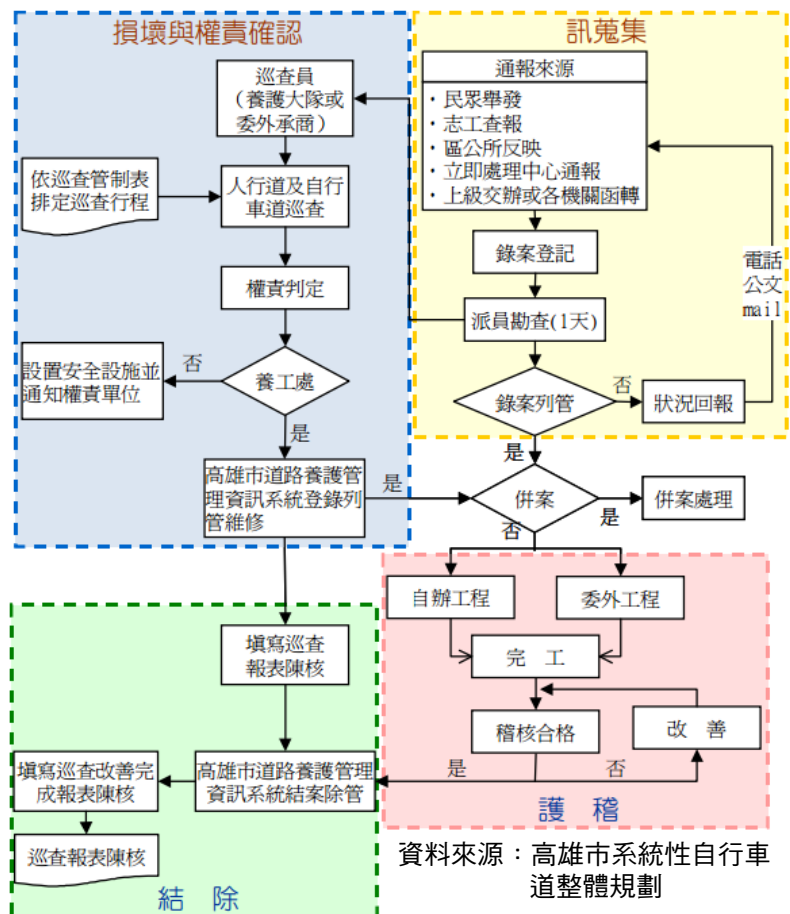 損壞與權責確認
巡查員
(養護大隊或
委外承商)
依巡查管制表
排定巡查行程
人行道及自行
車道巡查
權責判定
養工處
否
設置安全設施並
通知權責單位
是
高雄市道路養護管
理資訊系統登錄列
管維修
是
訊蒐集
通報來源
・民眾舉發
・志工查報
・區公所反映
・立即處理中心通報
・上級交辦或各機關函轉
錄案登記
派員勘查(1天)
錄案列管
否
狀況回報
電話
公文
mail
是
併案
是
併案處理
否
自辦工程
委外工程
完 工
稽核合格
改 善
是
否
護 稽
填寫巡查
報表陳核
高雄市道路養護管理
資訊系統結案除管
填寫巡查改善完
成報表陳核
巡查報表陳核
結 除
資料來源:高雄市系統性自行車
道整體規劃